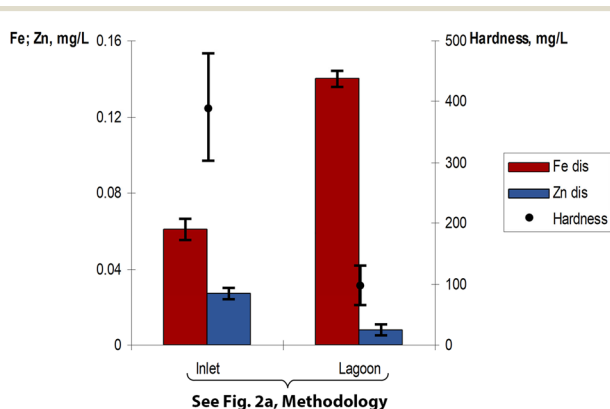 Fe; Zn, mg/L
Hardness, mg/L
0.16
0.12
0.08
0.04
0
500
400
300
200
100
0
Fe dis
Zn dis
Hardness
Inlet
Lagoon
See Fig. 2a, Methodology